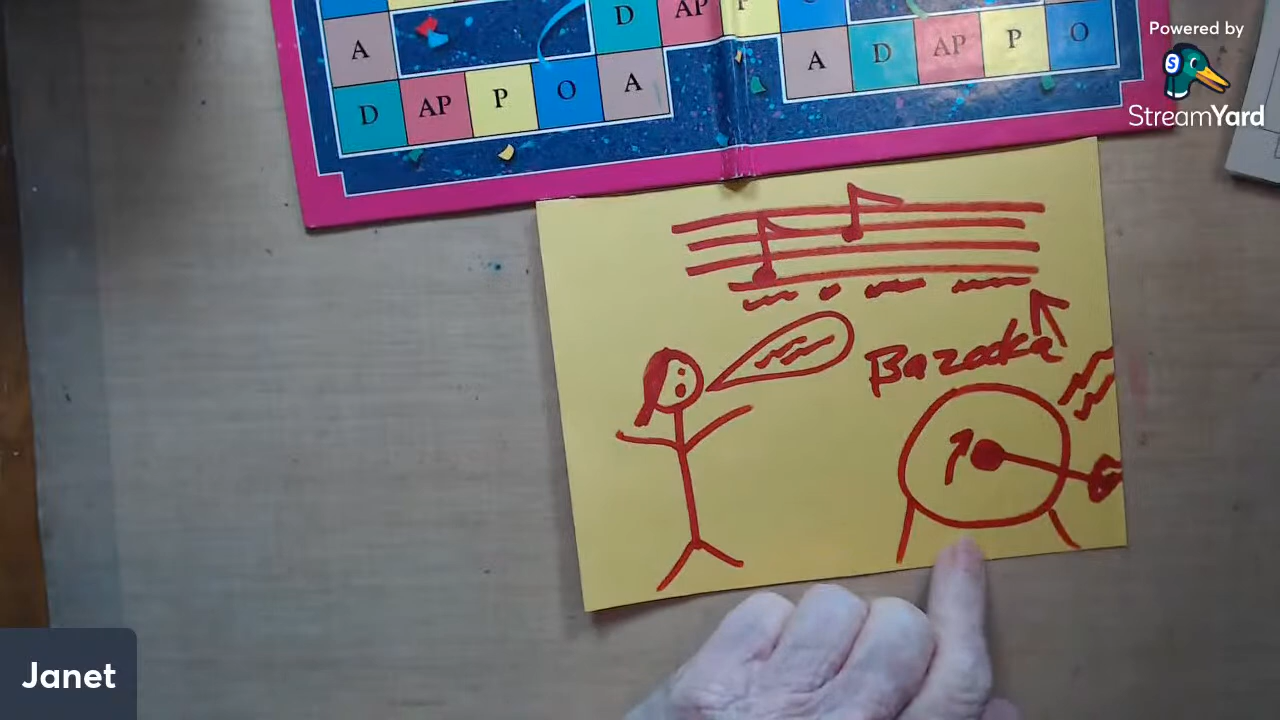 D AP P O
A
A D AP P O
D AP P O A
Powered by
S
StreamYard
Bazooka
Janet